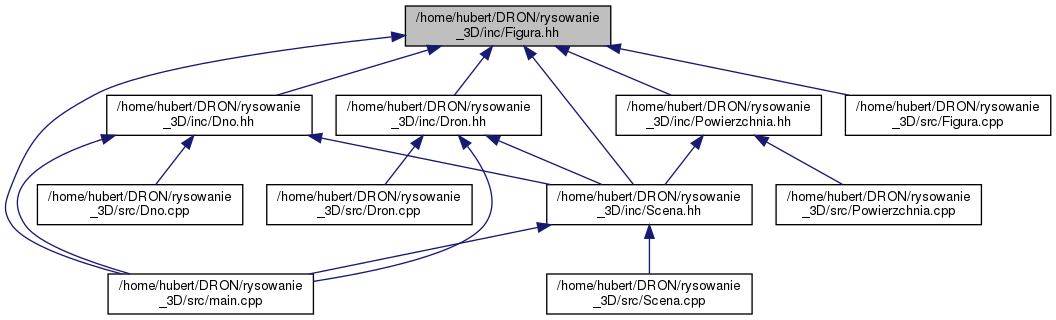 /home/hubert/DRON/rysowanie
_3D/inc/Figura.hh
/home/hubert/DRON/rysowanie
_3D/inc/Dno.hh
/home/hubert/DRON/rysowanie
_3D/inc/Dron.hh
/home/hubert/DRON/rysowanie
_3D/inc/Powierzchnia.hh
/home/hubert/DRON/rysowanie
_3D/src/Figura.cpp
/home/hubert/DRON/rysowanie
_3D/src/Dno.cpp
/home/hubert/DRON/rysowanie
_3D/src/Dron.cpp
/home/hubert/DRON/rysowanie
_3D/inc/Scena.hh
/home/hubert/DRON/rysowanie
_3D/src/Powierzchnia.cpp
/home/hubert/DRON/rysowanie
_3D/src/main.cpp
/home/hubert/DRON/rysowanie
_3D/src/Scena.cpp